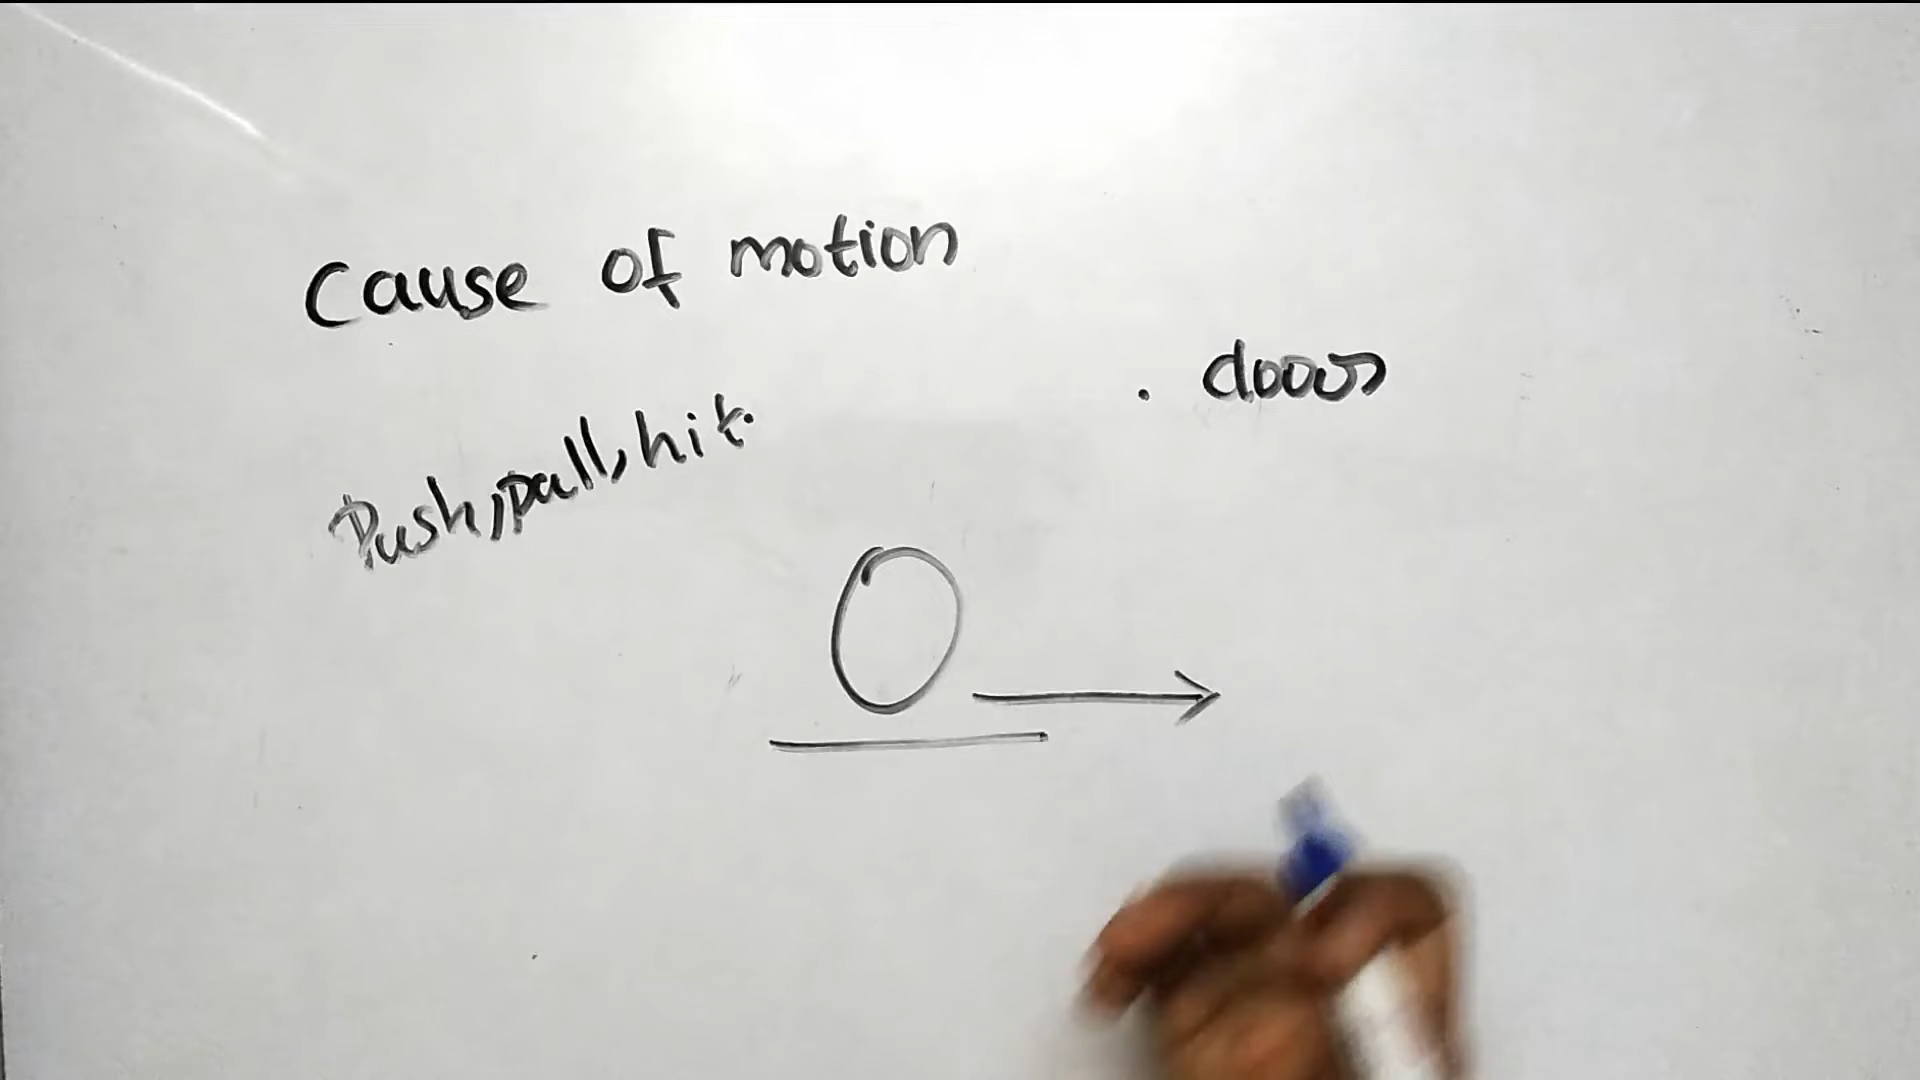 Cause of motion
. doors
Push, pull, hit.